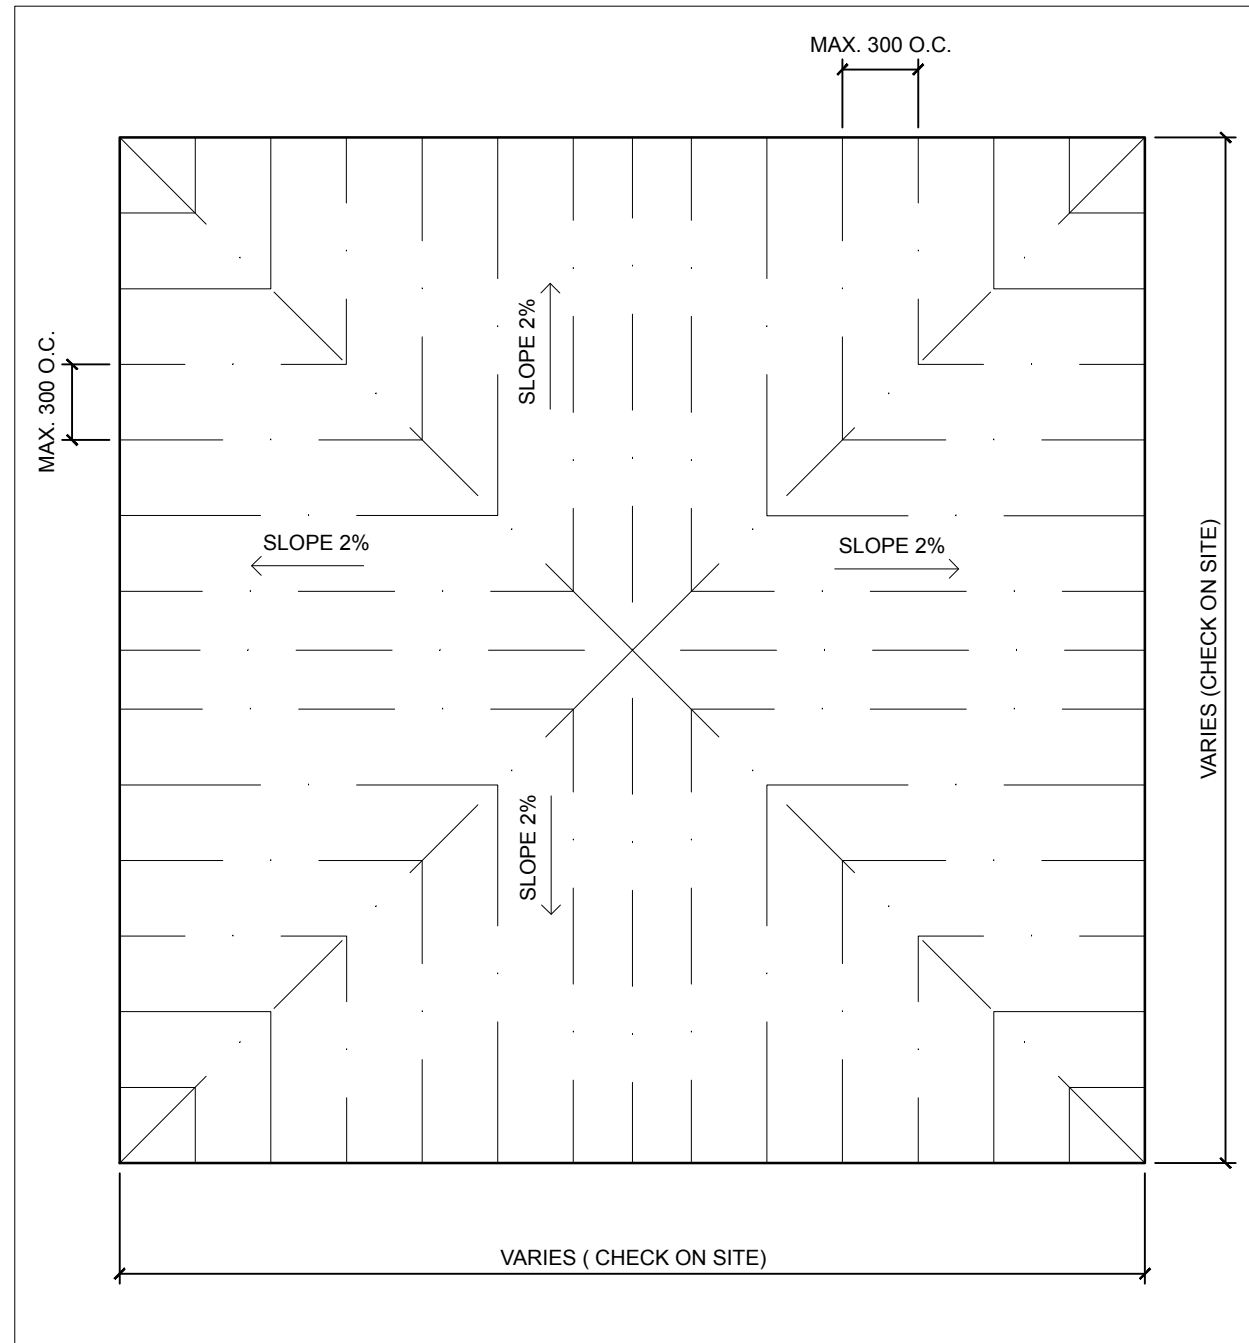 MAX. 300 O.C.
SLOPE 2%
MAX. 300 O.C.
SLOPE 2%
SLOPE 2%
VARIES (CHECK ON SITE)
SLOPE 2%
VARIES ( CHECK ON SITE)